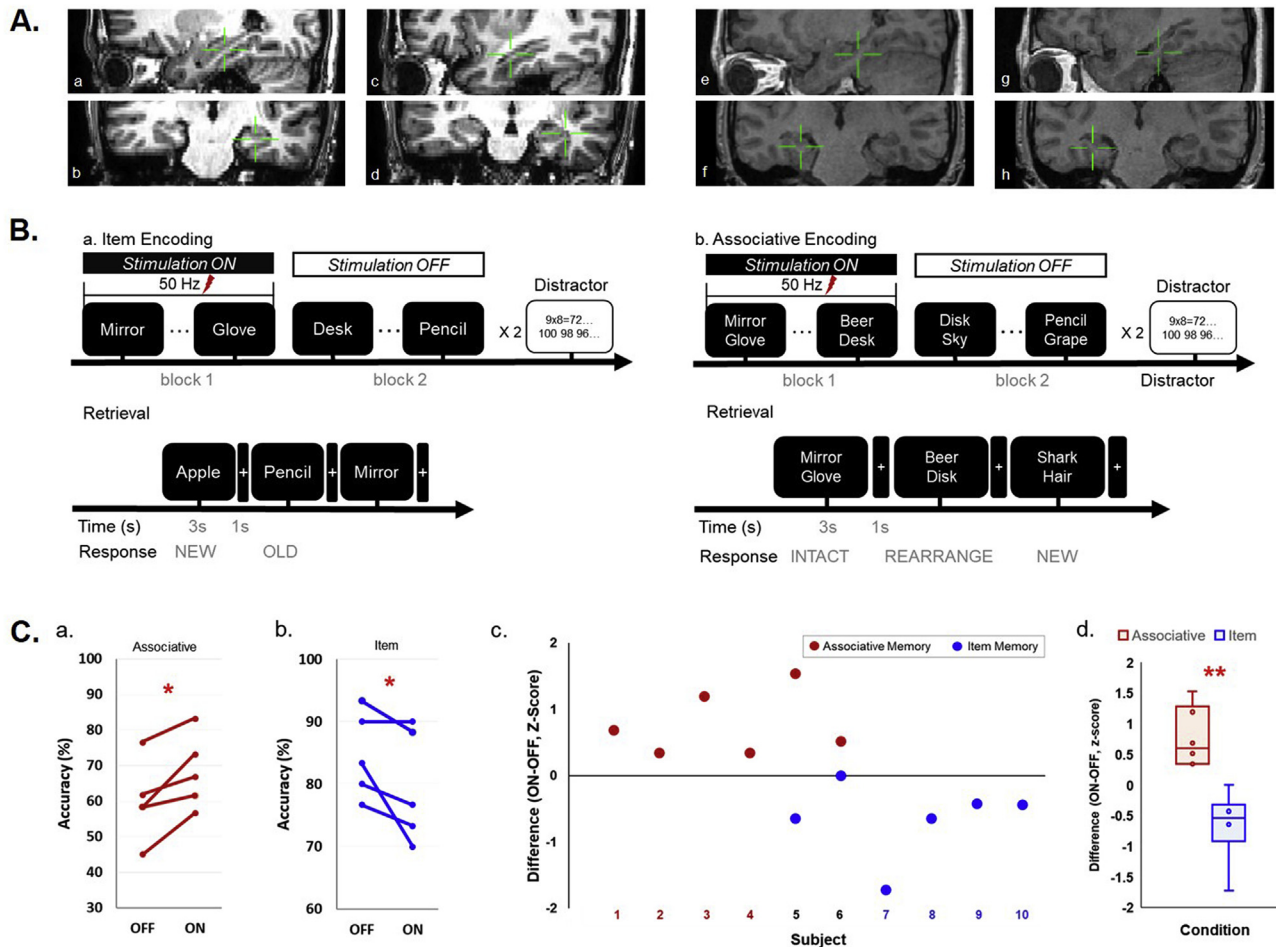 A.
a
c
e
g
b
d
f
h
B.
a. Item Encoding
Stimulation ON
Stimulation OFF
50 Hz
Distractor
Mirror
...
Glove
Desk
...
Pencil
X 2
9x8=72...
100 98 96...
block 1
block 2
Retrieval
Apple
+
Pencil
+
Mirror
+
Time (s)
3s
1s
Response
NEW
OLD
b. Associative Encoding
Stimulation ON
Stimulation OFF
50 Hz
Distractor
Mirror
Glove
...
Beer
Desk
Disk
Sky
...
Pencil
Grape
X 2
9x8=72...
100 98 96...
block 1
block 2
Distractor
Retrieval
Mirror
Glove
+
Beer
Disk
+
Shark
Hair
+
Time (s)
3s
1s
Response
INTACT
REARRANGE
NEW
C.
a.
Associative
Accuracy (%)
100
90
80
70
60
50
40
30
*
OFF
ON
b.
Item
Accuracy (%)
100
90
80
70
60
*
OFF
ON
c.
Difference (ON-OFF, Z-Score)
2
1
0
-1
-2
Associative Memory
Item Memory
1
2
3
4
5
6
7
8
9
10
Subject
d.
Associative
Item
Difference (ON-OFF, z-score)
2
1.5
1
0.5
0
-0.5
-1
-1.5
-2
**
Condition